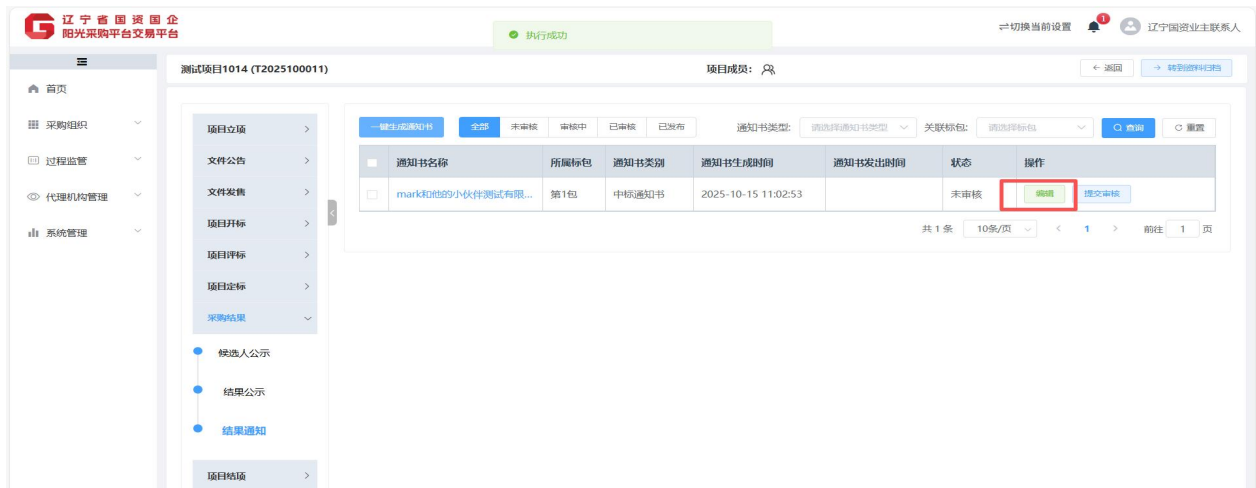 辽宁省国资国企
阳光采购平台交易平台
执行成功
切换当前设置
1
辽宁国资业主联系人
首页
采购组织
过程监管
代理机构管理
系统管理
测试项目1014 (T2025100011)
项目成员：
← 返回
→ 转到资料归档
项目立项
文件公告
文件发售
项目开标
项目评标
项目定标
采购结果
候选人公示
结果公示
结果通知
项目结项
一键生成通知书 全部 未审核 审核中 已审核 已发布 通知书类型: 请选择通知书类型 关联标包: 请选择标包 查询 重置
通知书名称 所属标包 通知书类别 通知书生成时间 通知书发出时间 状态 操作
mark和他的小伙伴测试有限... 第1包 中标通知书 2025-10-15 11:02:53 未审核 编辑 提交审核
共 1 条 10条/页 < 1 > 前往 1 页